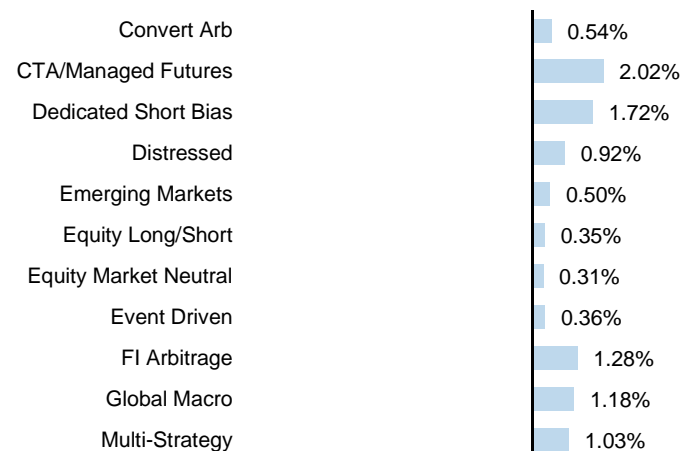 Convert Arb 0.54%
CTA/Managed Futures 2.02%
Dedicated Short Bias 1.72%
Distressed 0.92%
Emerging Markets 0.50%
Equity Long/Short 0.35%
Equity Market Neutral 0.31%
Event Driven 0.36%
FI Arbitrage 1.28%
Global Macro 1.18%
Multi-Strategy 1.03%